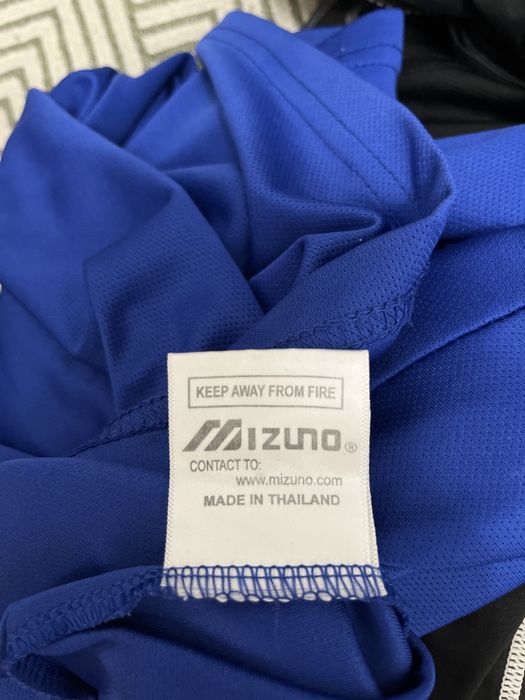 KEEP AWAY FROM FIRE
MIZUNO®
CONTACT TO:
www.mizuno.com
MADE IN THAILAND